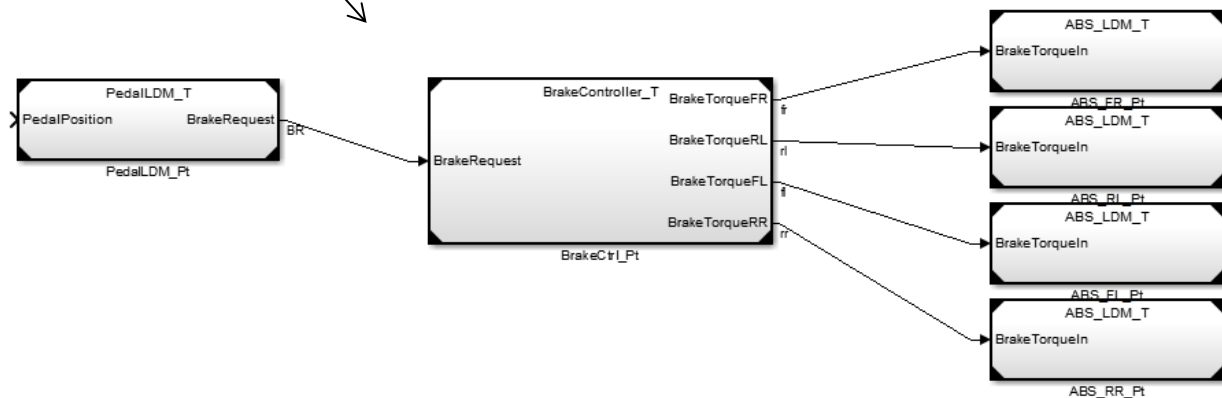 PedalLDM_T
PedalPosition BrakeRequest
PedalLDM_Pt
BR
BrakeController_T
BrakeRequest
BrakeTorqueFR
BrakeTorqueRL
BrakeTorqueFL
BrakeTorqueRR
BrakeCtrl_Pt
fr
rl
fl
rr
ABS_LDM_T
BrakeTorqueIn
ABS_FR_Pt
ABS_LDM_T
BrakeTorqueIn
ABS_RL_Pt
ABS_LDM_T
BrakeTorqueIn
ABS_FL_Pt
ABS_LDM_T
BrakeTorqueIn
ABS_RR_Pt